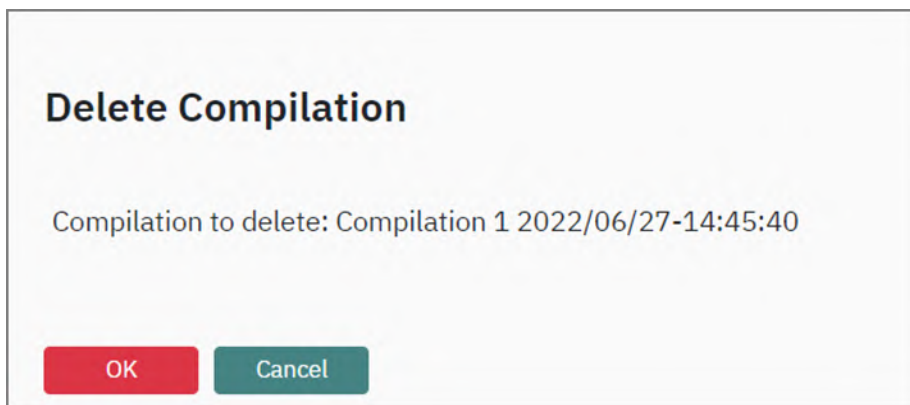 Delete Compilation
Compilation to delete: Compilation 1 2022/06/27-14:45:40
OK Cancel